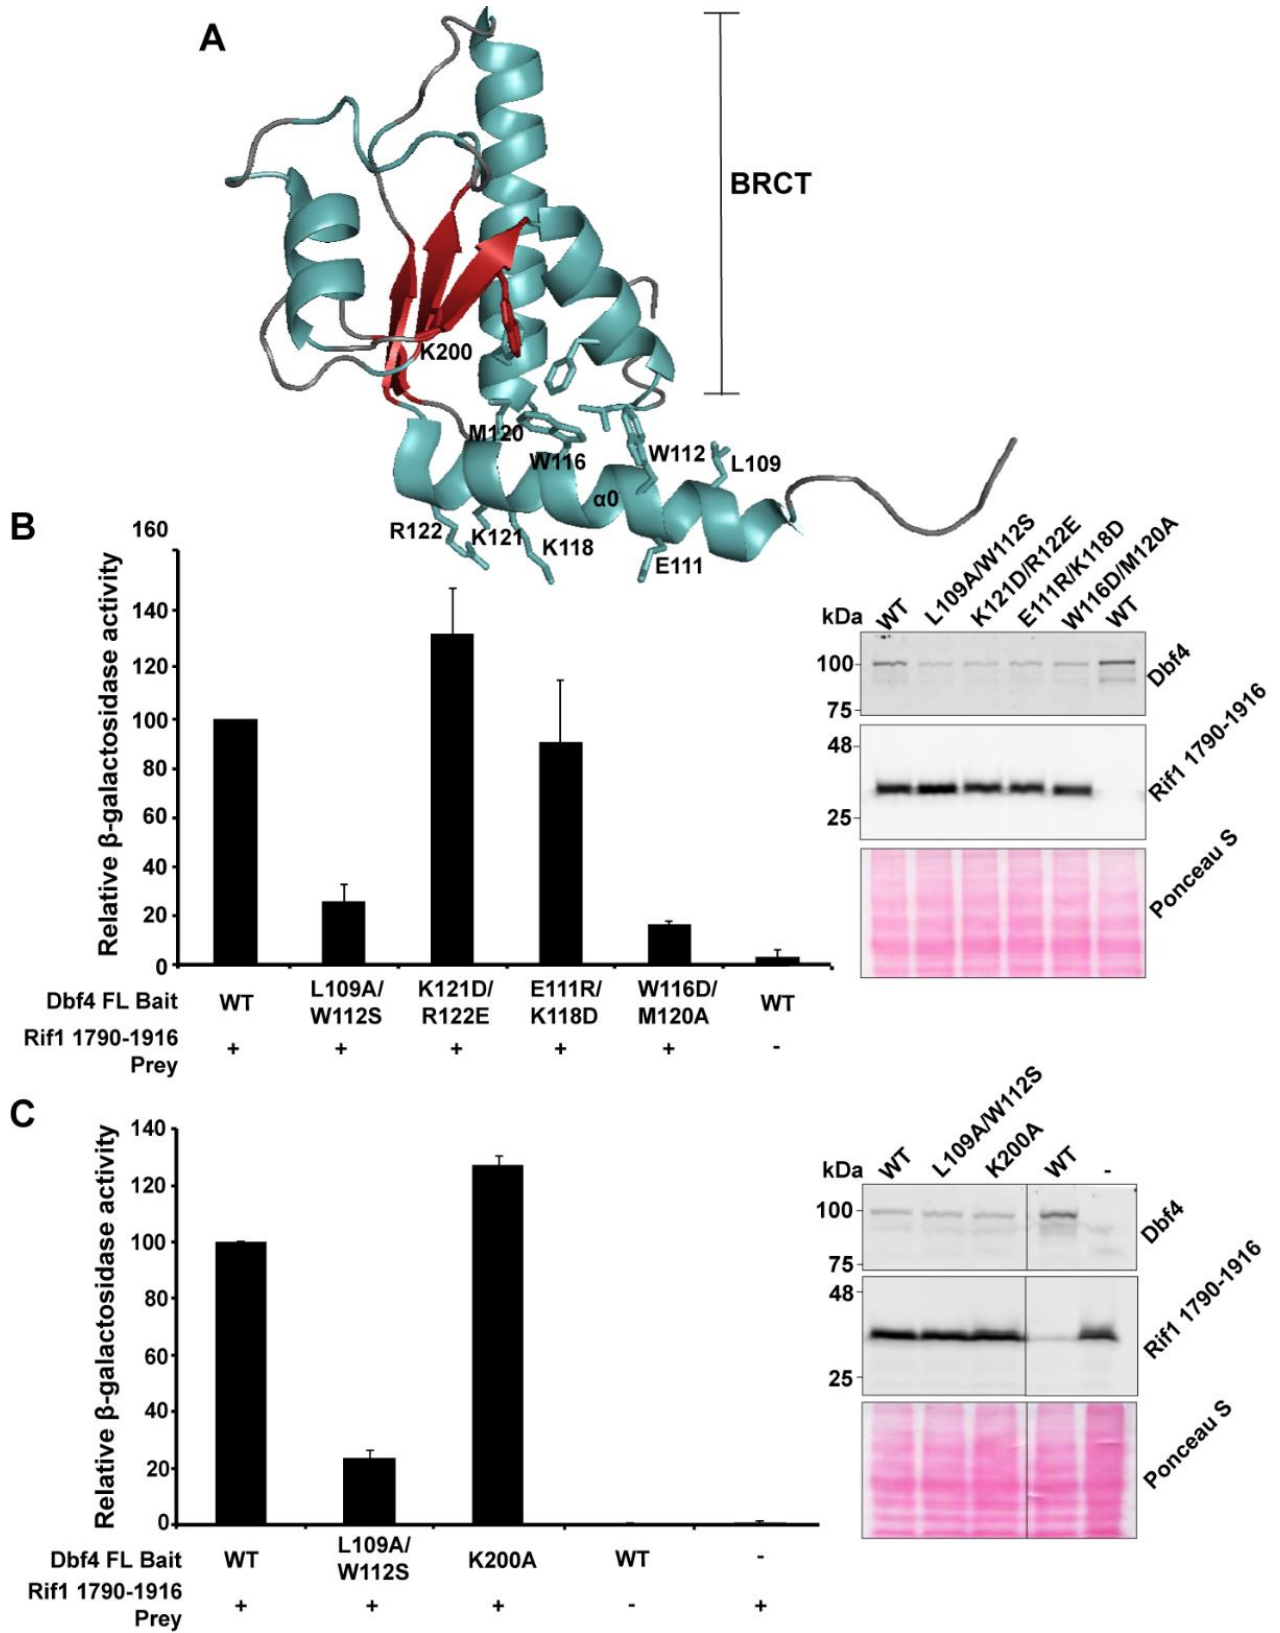 A
BRCT
K200
M120
W116
W112
L109
α0
R122
K121
K118
E111
B
160
140
120
100
80
60
40
20
0
Relative β-galactosidase activity
Dbf4 FL Bait
WT
L109A/
W112S
K121D/
R122E
E111R/
K118D
W116D/
M120A
WT
Rif1 1790-1916
Prey
+ + + + + -
kDa
WT
L109A/W112S
K121D/R122E
E111R/K118D
W116D/M120A
WT
100
75
Dbf4
48
25
Rif1 1790-1916
Ponceau S
C
140
120
100
80
60
40
20
0
Relative β-galactosidase activity
Dbf4 FL Bait
WT
L109A/
W112S
K200A
WT
-
Rif1 1790-1916
Prey
+ + + - +
kDa
WT
L109A/W112S
K200A
WT
-
100
75
Dbf4
48
25
Rif1 1790-1916
Ponceau S